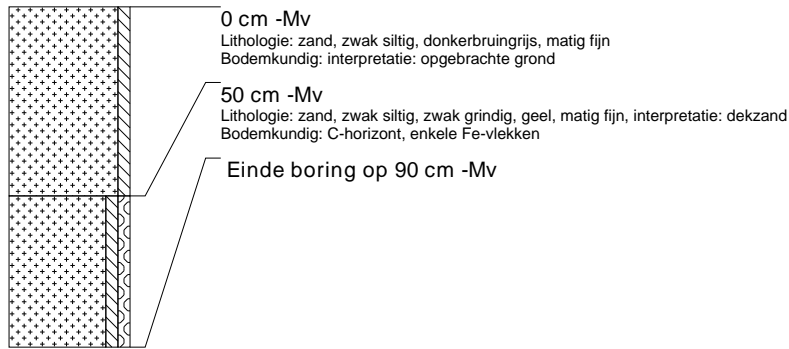 0 cm -Mv
Lithologie: zand, zwak siltig, donkerbruingrijs, matig fijn
Bodemkundig: interpretatie: opgebrachte grond
50 cm -Mv
Lithologie: zand, zwak siltig, zwak grindig, geel, matig fijn, interpretatie: dekzand
Bodemkundig: C-horizont, enkele Fe-vlekken
Einde boring op 90 cm -Mv